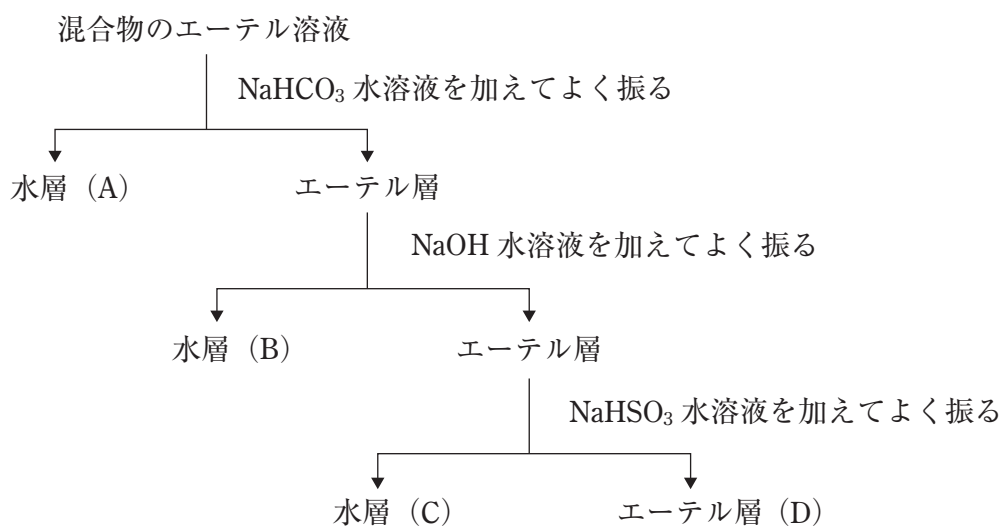 混合物のエーテル溶液
NaHCO₃ 水溶液を加えてよく振る
水層（A）
エーテル層
NaOH 水溶液を加えてよく振る
水層（B）
エーテル層
NaHSO₃ 水溶液を加えてよく振る
水層（C）
エーテル層（D）